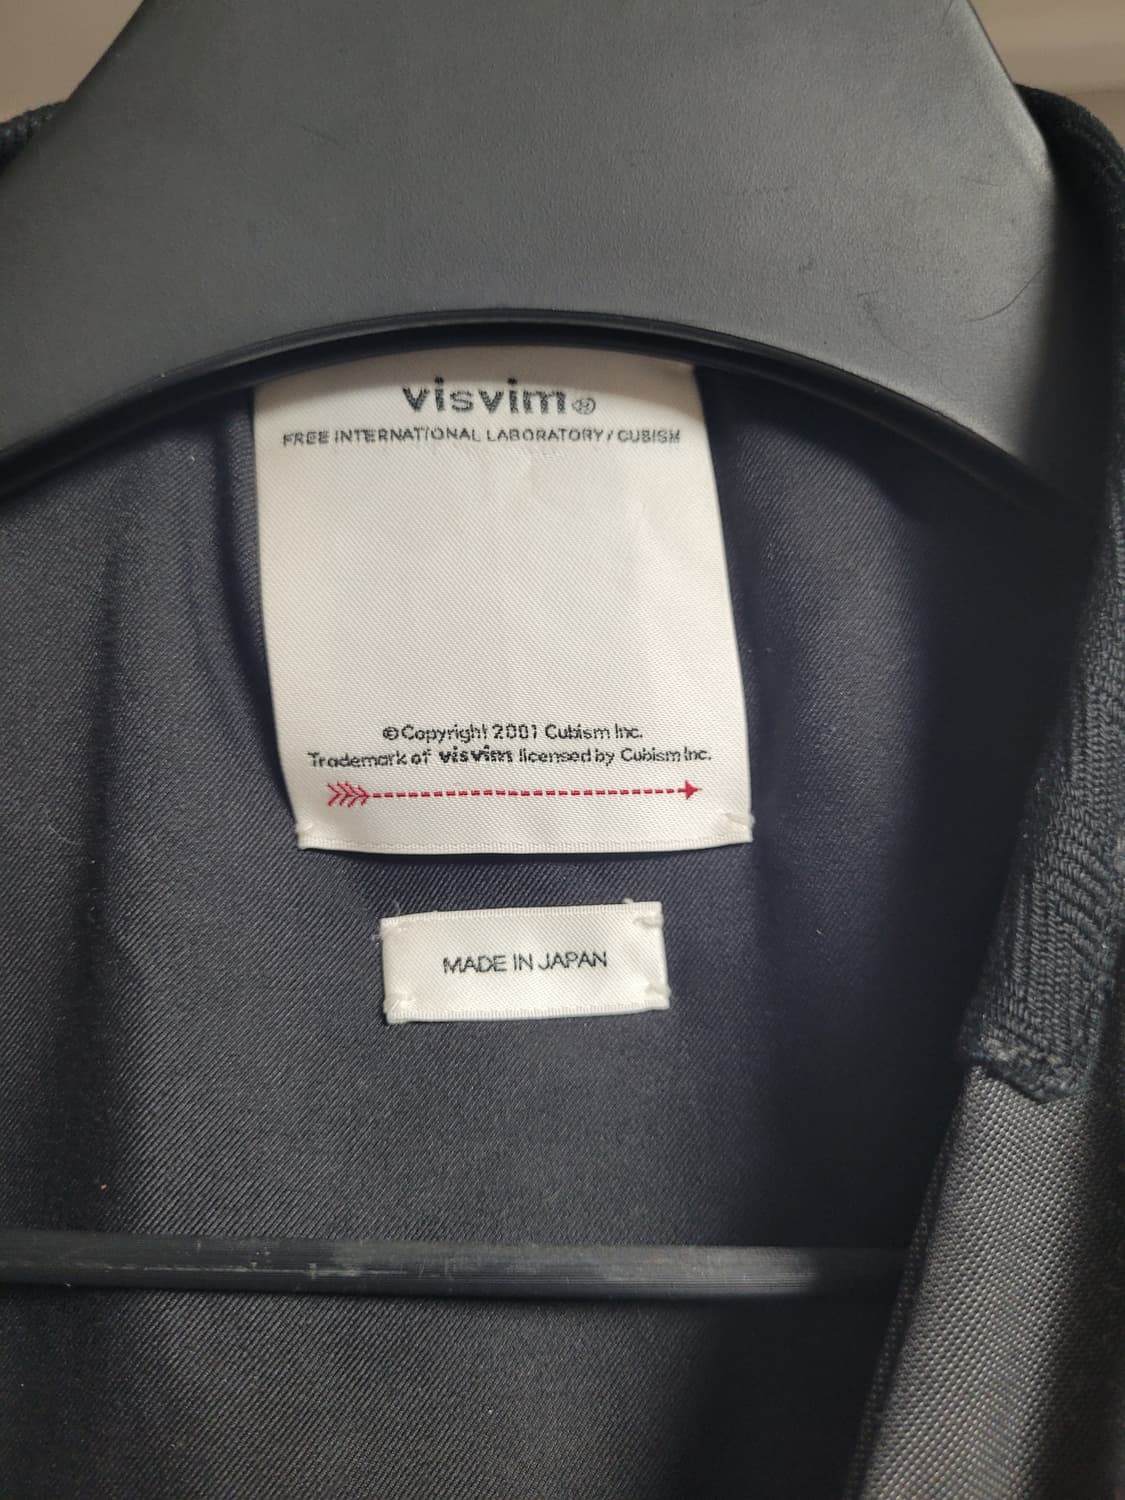 visvim®
FREE INTERNATIONAL LABORATORY / CUBISM
©Copyright 2001 Cubism Inc.
Trademark of visvim licensed by Cubism Inc.
MADE IN JAPAN